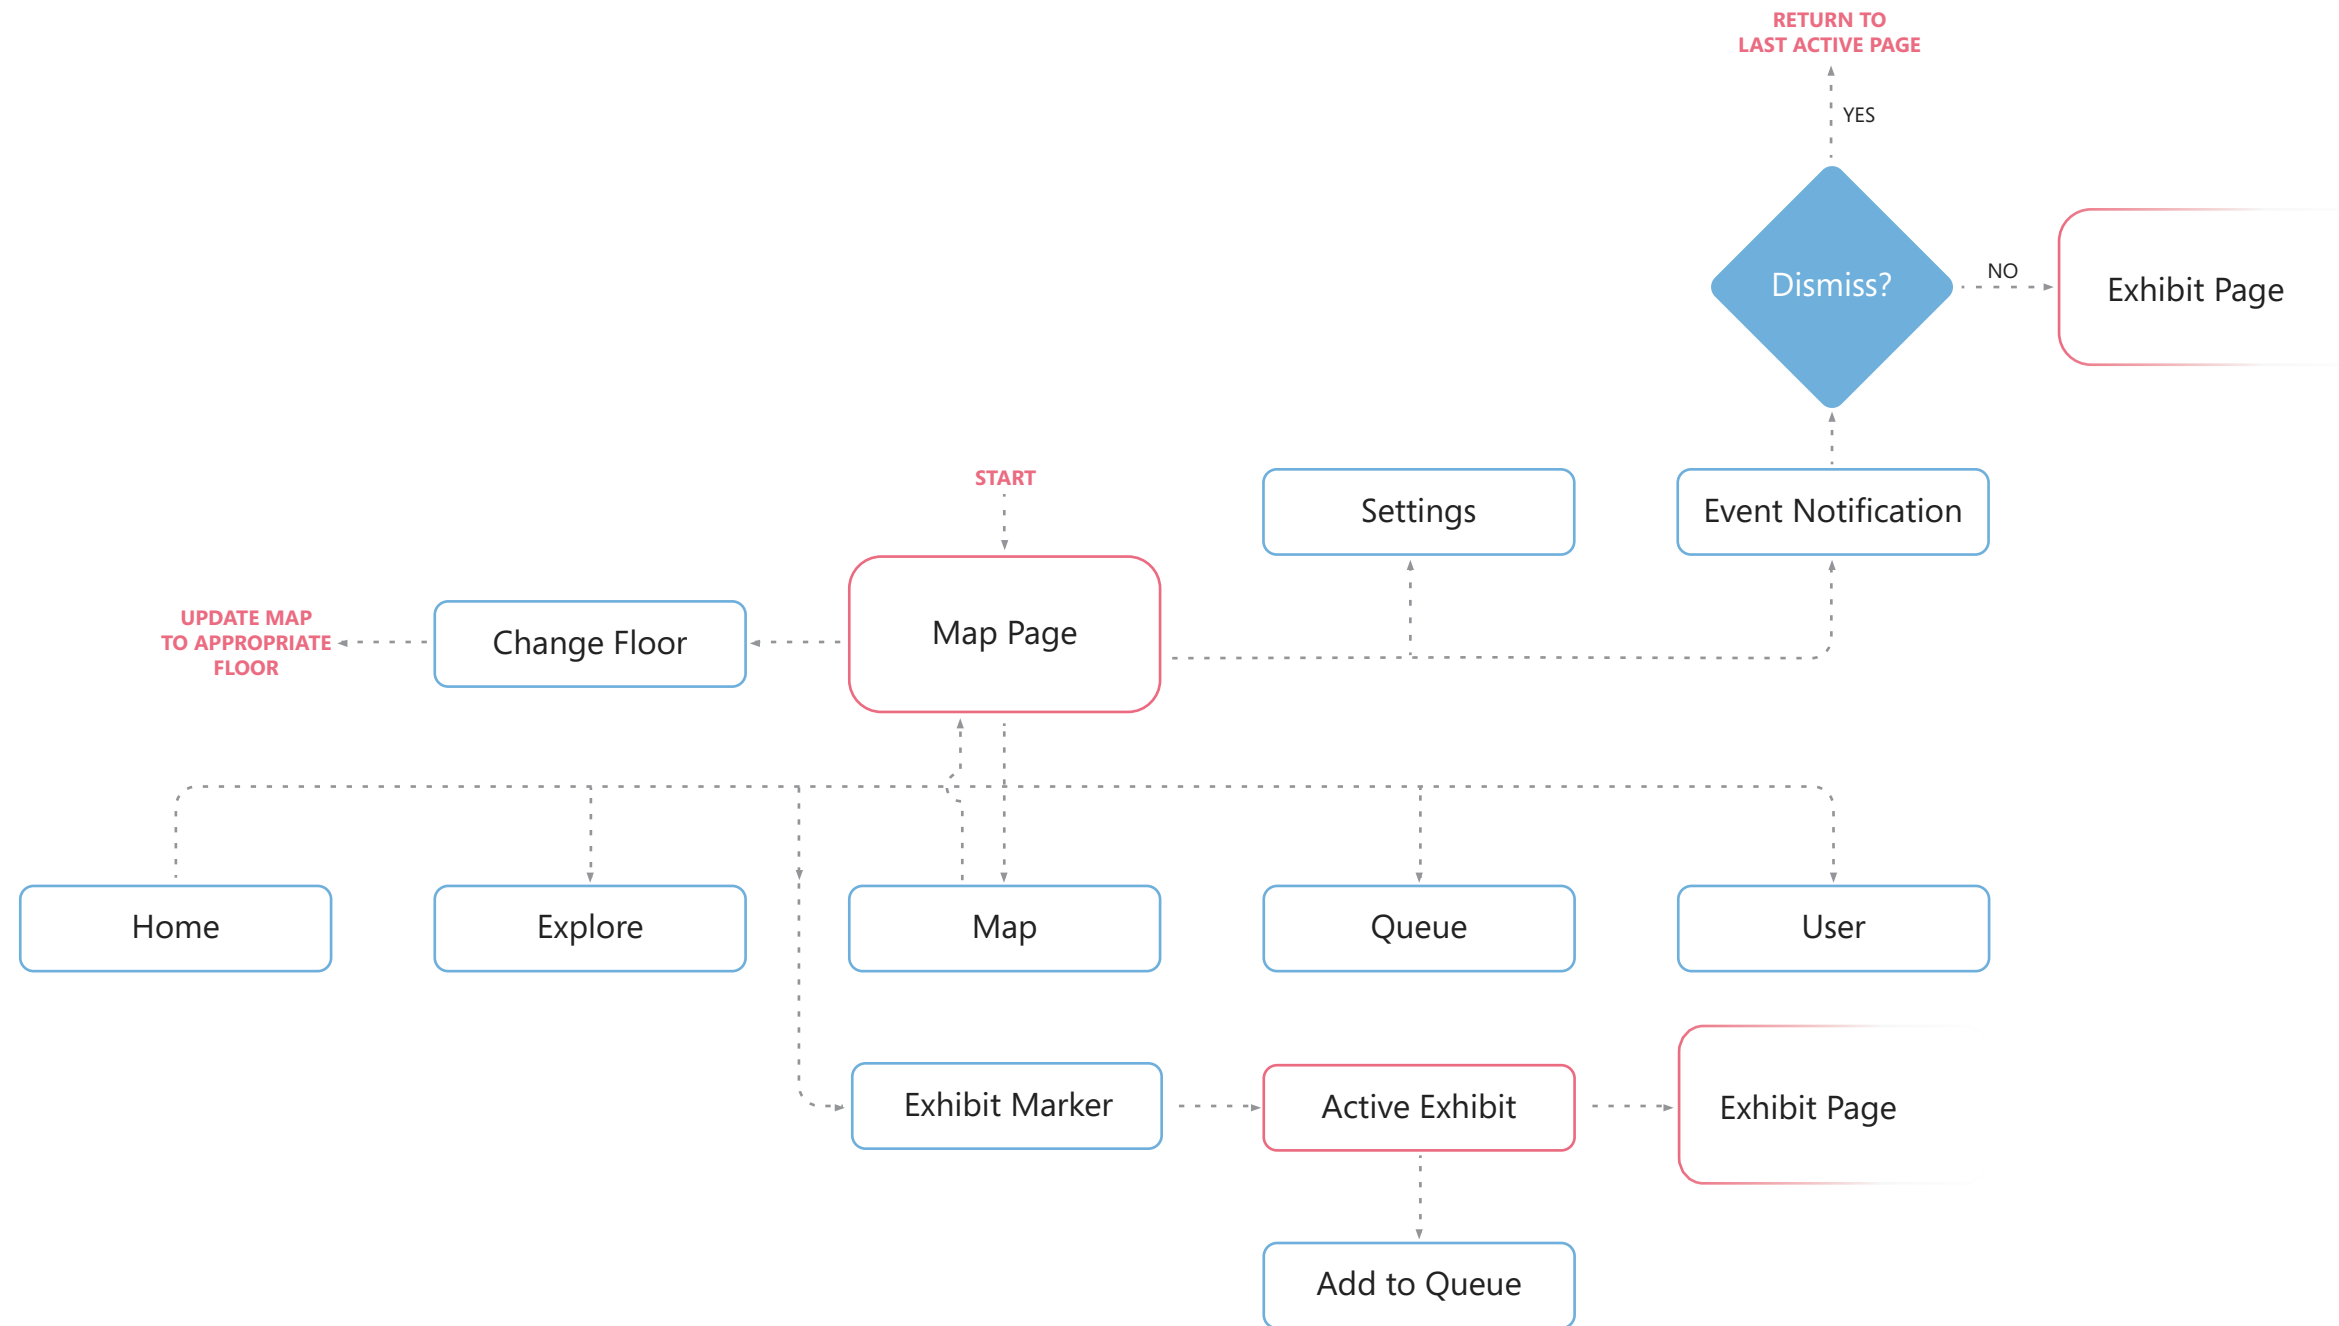 RETURN TO
LAST ACTIVE PAGE
YES
Dismiss?
NO
Exhibit Page
START
Settings
Event Notification
UPDATE MAP
TO APPROPRIATE
FLOOR
Change Floor
Map Page
Home
Explore
Map
Queue
User
Exhibit Marker
Active Exhibit
Exhibit Page
Add to Queue